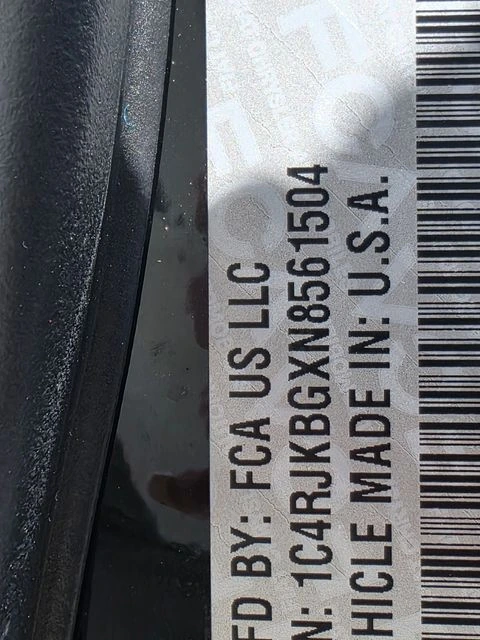 FD BY: FCA US LLC
N: 1C4RJKBGXN8561504
HICLE MADE IN: U.S.A.